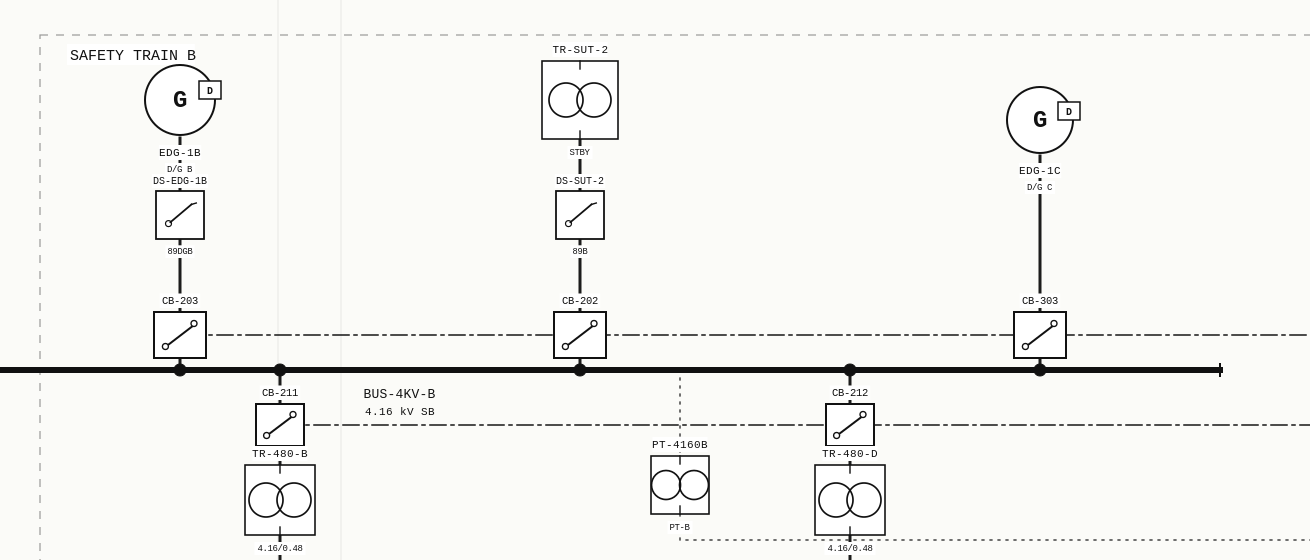 SAFETY TRAIN B
TR-SUT-2
G
D
G
D
EDG-1B
D/G B
DS-EDG-1B
STBY
DS-SUT-2
EDG-1C
D/G C
89DGB
89B
CB-203
CB-202
CB-303
CB-211
BUS-4KV-B
4.16 kV SB
CB-212
TR-480-B
PT-4160B
TR-480-D
PT-B
4.16/0.48
4.16/0.48